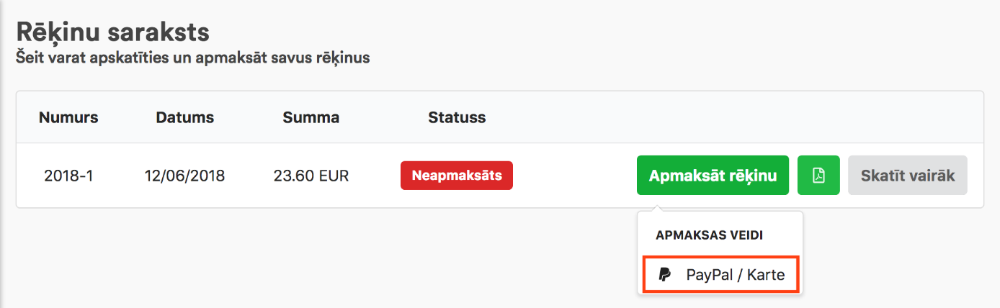 Rēķinu saraksts
Šeit varat apskatīties un apmaksāt savus rēķinus
Numurs Datums Summa Statuss
2018-1 12/06/2018 23.60 EUR Neapmaksāts Apmaksāt rēķinu Skatīt vairāk
APMAKSAS VEIDI
PayPal / Karte